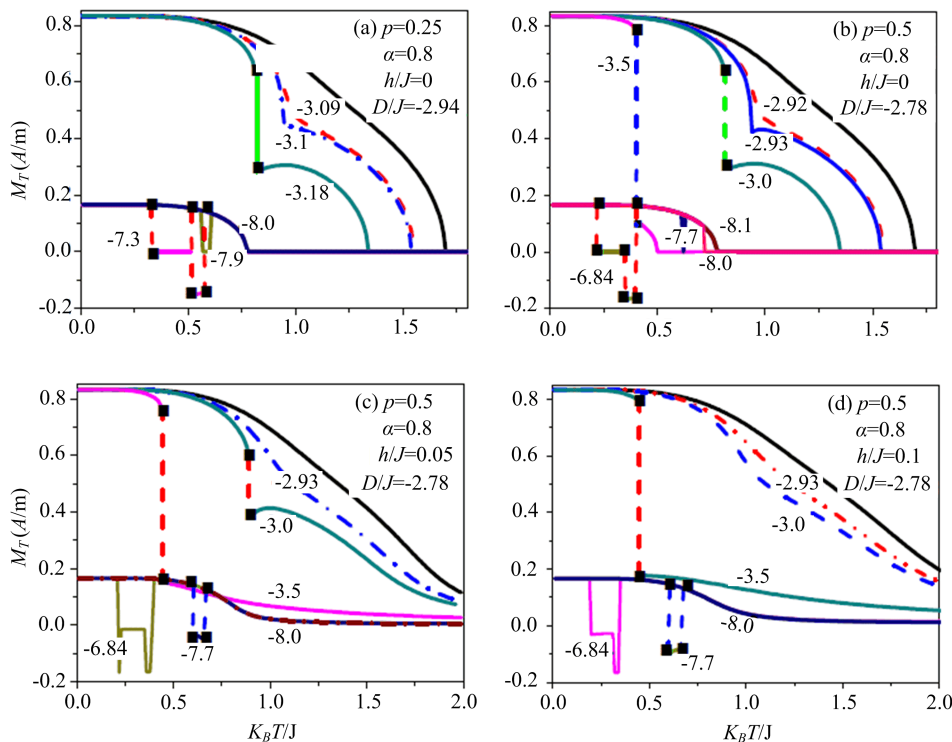 (a) p=0.25
α=0.8
h/J=0
D/J=-2.94
-3.09
-3.1
-3.18
-8.0
-7.3
-7.9
M_T(A/m)
0.8
0.6
0.4
0.2
0.0
-0.2
0.0 0.5 1.0 1.5
(b) p=0.5
α=0.8
h/J=0
D/J=-2.78
-3.5
-2.92
-2.93
-3.0
-8.1
-7.7
-8.0
-6.84
0.8
0.6
0.4
0.2
0.0
-0.2
0.0 0.5 1.0 1.5
(c) p=0.5
α=0.8
h/J=0.05
D/J=-2.78
-2.93
-3.0
-3.5
-8.0
-6.84
-7.7
M_T(A/m)
0.8
0.6
0.4
0.2
0.0
-0.2
0.0 0.5 1.0 1.5 2.0
K_BT/J
(d) p=0.5
α=0.8
h/J=0.1
D/J=-2.78
-2.93
-3.0
-3.5
-8.0
-6.84
-7.7
0.8
0.6
0.4
0.2
0.0
-0.2
0.0 0.5 1.0 1.5 2.0
K_BT/J